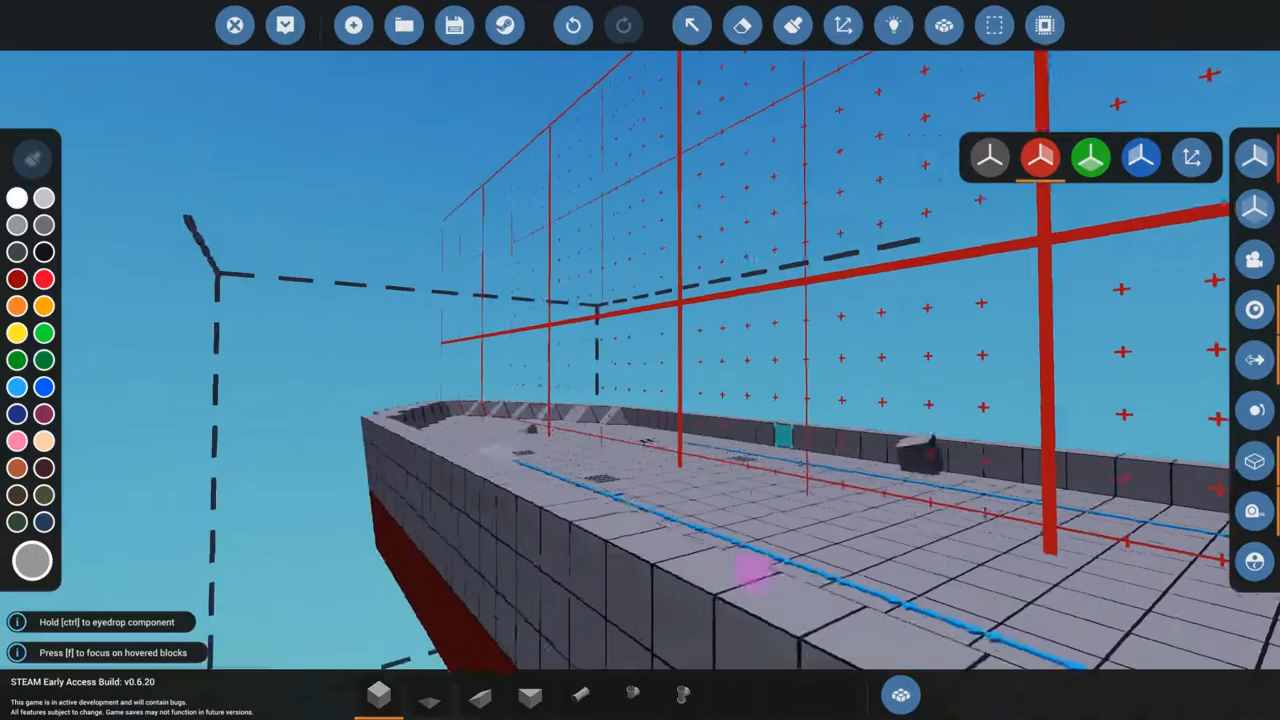 Hold [ctrl] to eyedrop component
Press [f] to focus on hovered blocks
STEAM Early Access Build: v0.6.20
This game is in active development and will contain bugs.
All features subject to change. Game saves may not function in future versions.